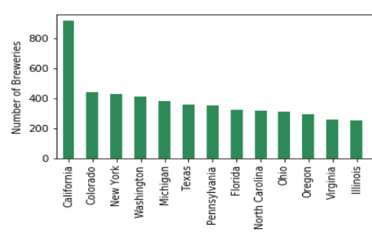 Number of Breweries
800
600
400
200
0
California
Colorado
New York
Washington
Michigan
Texas
Pennsylvania
Florida
North Carolina
Ohio
Oregon
Virginia
Illinois